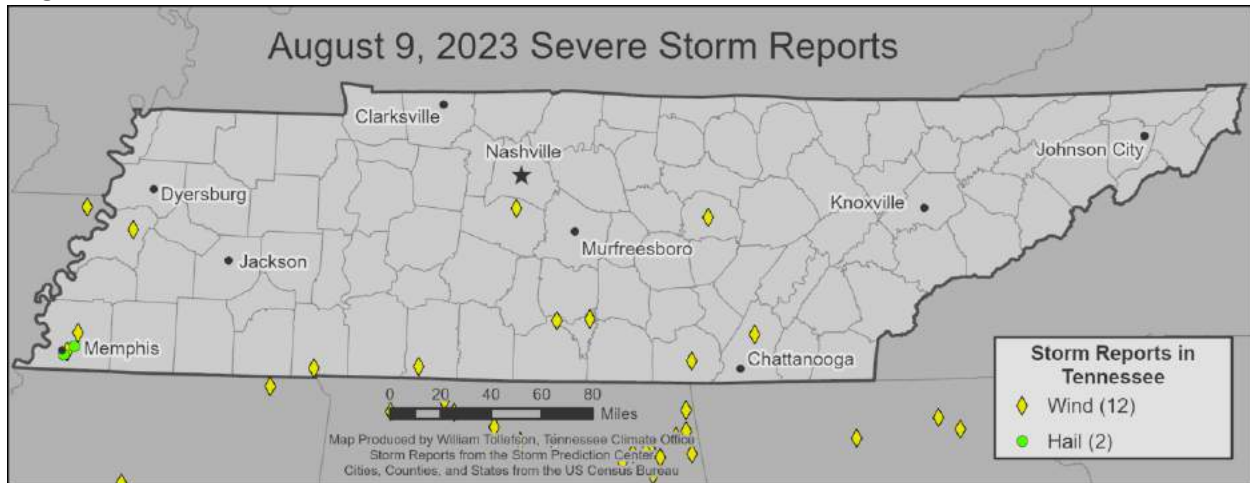 August 9, 2023 Severe Storm Reports
Clarksville
Nashville
Johnson City
Dyersburg
Knoxville
Murfreesboro
Jackson
Memphis
Chattanooga
Storm Reports in
Tennessee
Wind (12)
Hail (2)
0 20 40 60 80
Miles
Map Produced by William Tollefson, Tennessee Climate Office
Storm Reports from the Storm Prediction Center
Cities, Counties, and States from the US Census Bureau